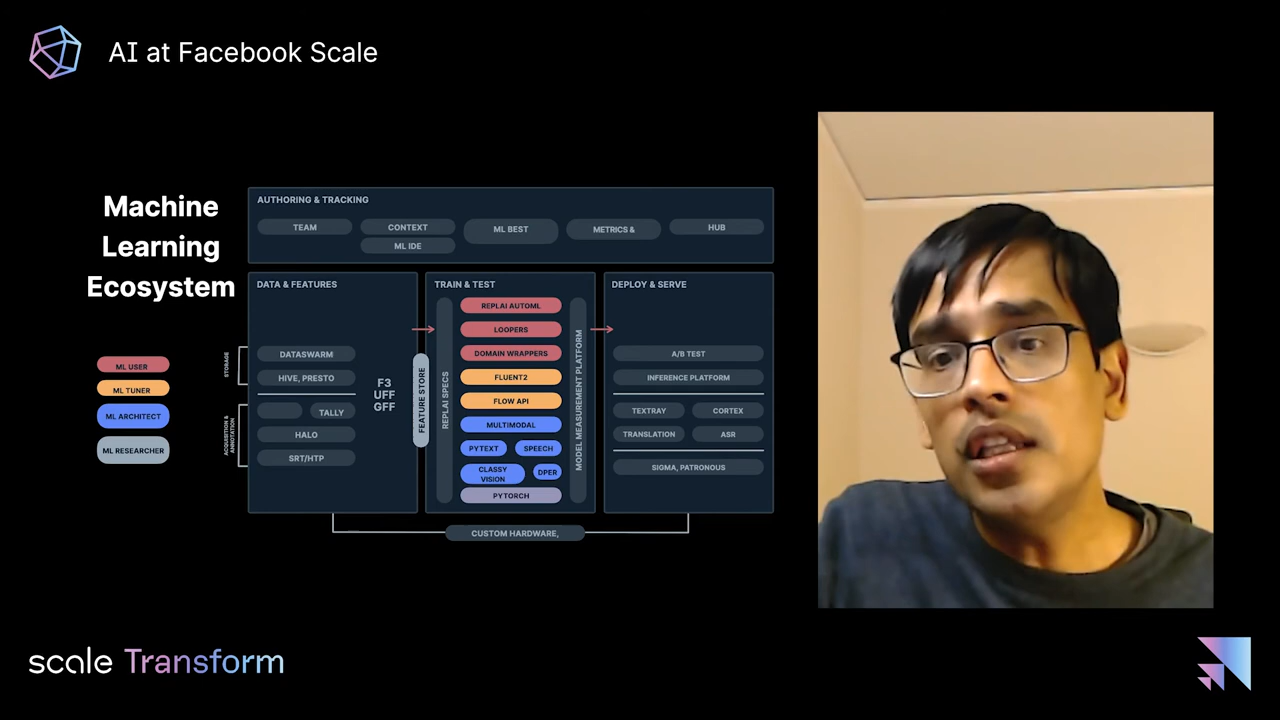 AI at Facebook Scale
Machine
Learning
Ecosystem
ML USER
ML TUNER
ML ARCHITECT
ML RESEARCHER
AUTHORING & TRACKING
TEAM
CONTEXT
ML IDE
ML BEST
METRICS &
HUB
DATA & FEATURES
STORAGE
DATASWARM
HIVE, PRESTO
ACQUISITION &
ANNOTATION
TALLY
HALO
SRT/HTP
F3
UFF
GFF
FEATURE STORE
TRAIN & TEST
REPLAI SPECS
REPLAI AUTOML
LOOPERS
DOMAIN WRAPPERS
FLUENT2
FLOW API
MULTIMODAL
PYTEXT
SPEECH
CLASSY
VISION
DPER
PYTORCH
MODEL MEASUREMENT PLATFORM
DEPLOY & SERVE
A/B TEST
INFERENCE PLATFORM
TEXTRAY
CORTEX
TRANSLATION
ASR
SIGMA, PATRONOUS
CUSTOM HARDWARE,
scale Transform